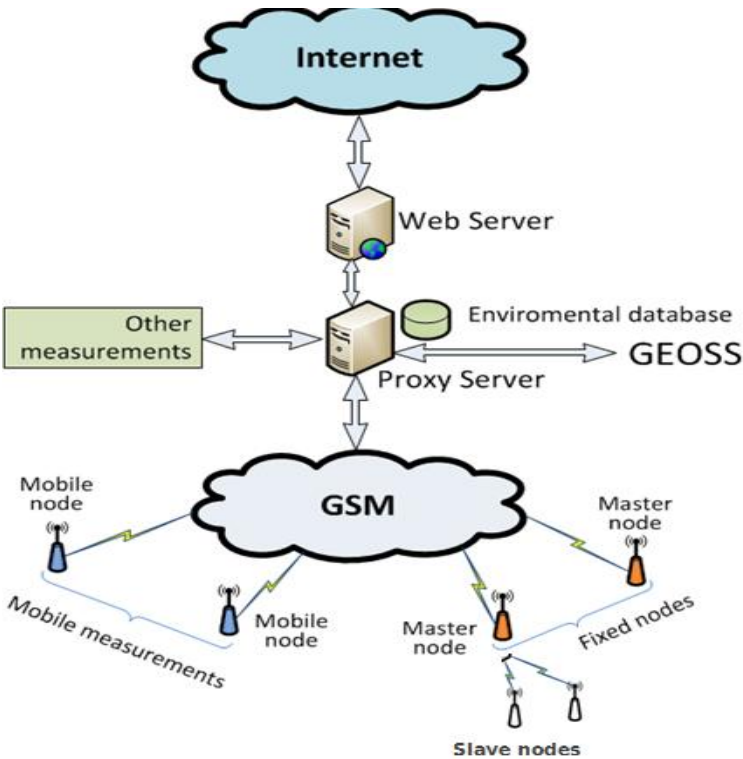 Internet
Web Server
Other
measurements
Enviromental database
GEOSS
Proxy Server
GSM
Mobile
node
Master
node
Mobile
node
Master
node
Mobile measurements
Fixed nodes
Slave nodes